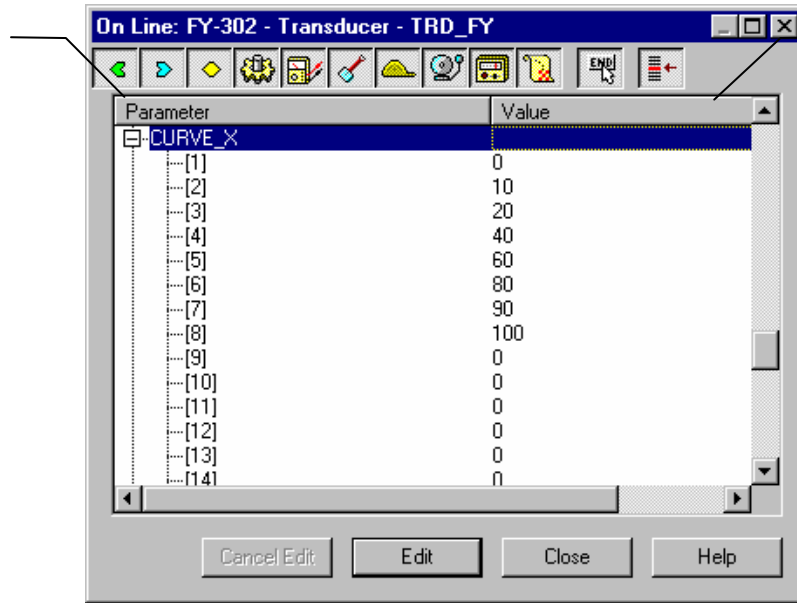 On Line: FY-302 - Transducer - TRD_FY
END
Parameter Value
CURVE_X
[1] 0
[2] 10
[3] 20
[4] 40
[5] 60
[6] 80
[7] 90
[8] 100
[9] 0
[10] 0
[11] 0
[12] 0
[13] 0
[14] 0
Cancel Edit Edit Close Help